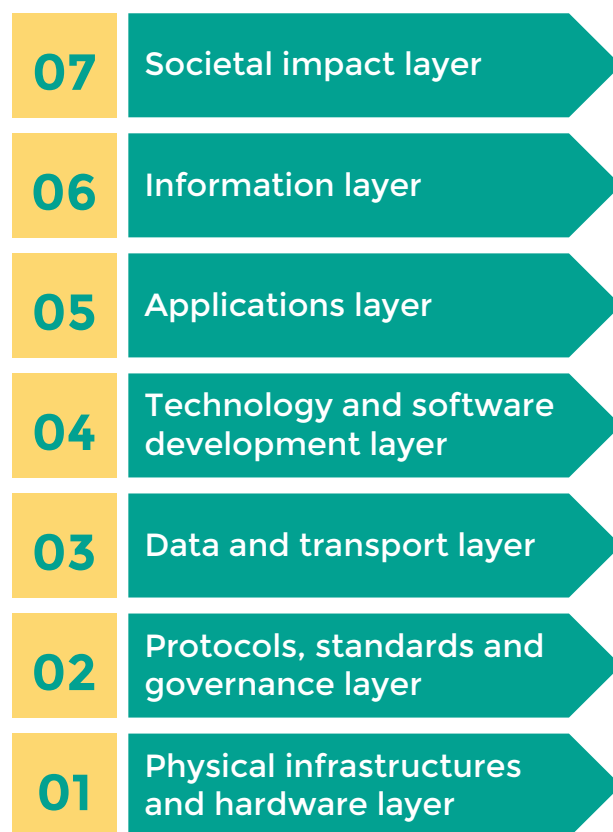 07
Societal impact layer
06
Information layer
05
Applications layer
04
Technology and software
development layer
03
Data and transport layer
02
Protocols, standards and
governance layer
01
Physical infrastructures
and hardware layer